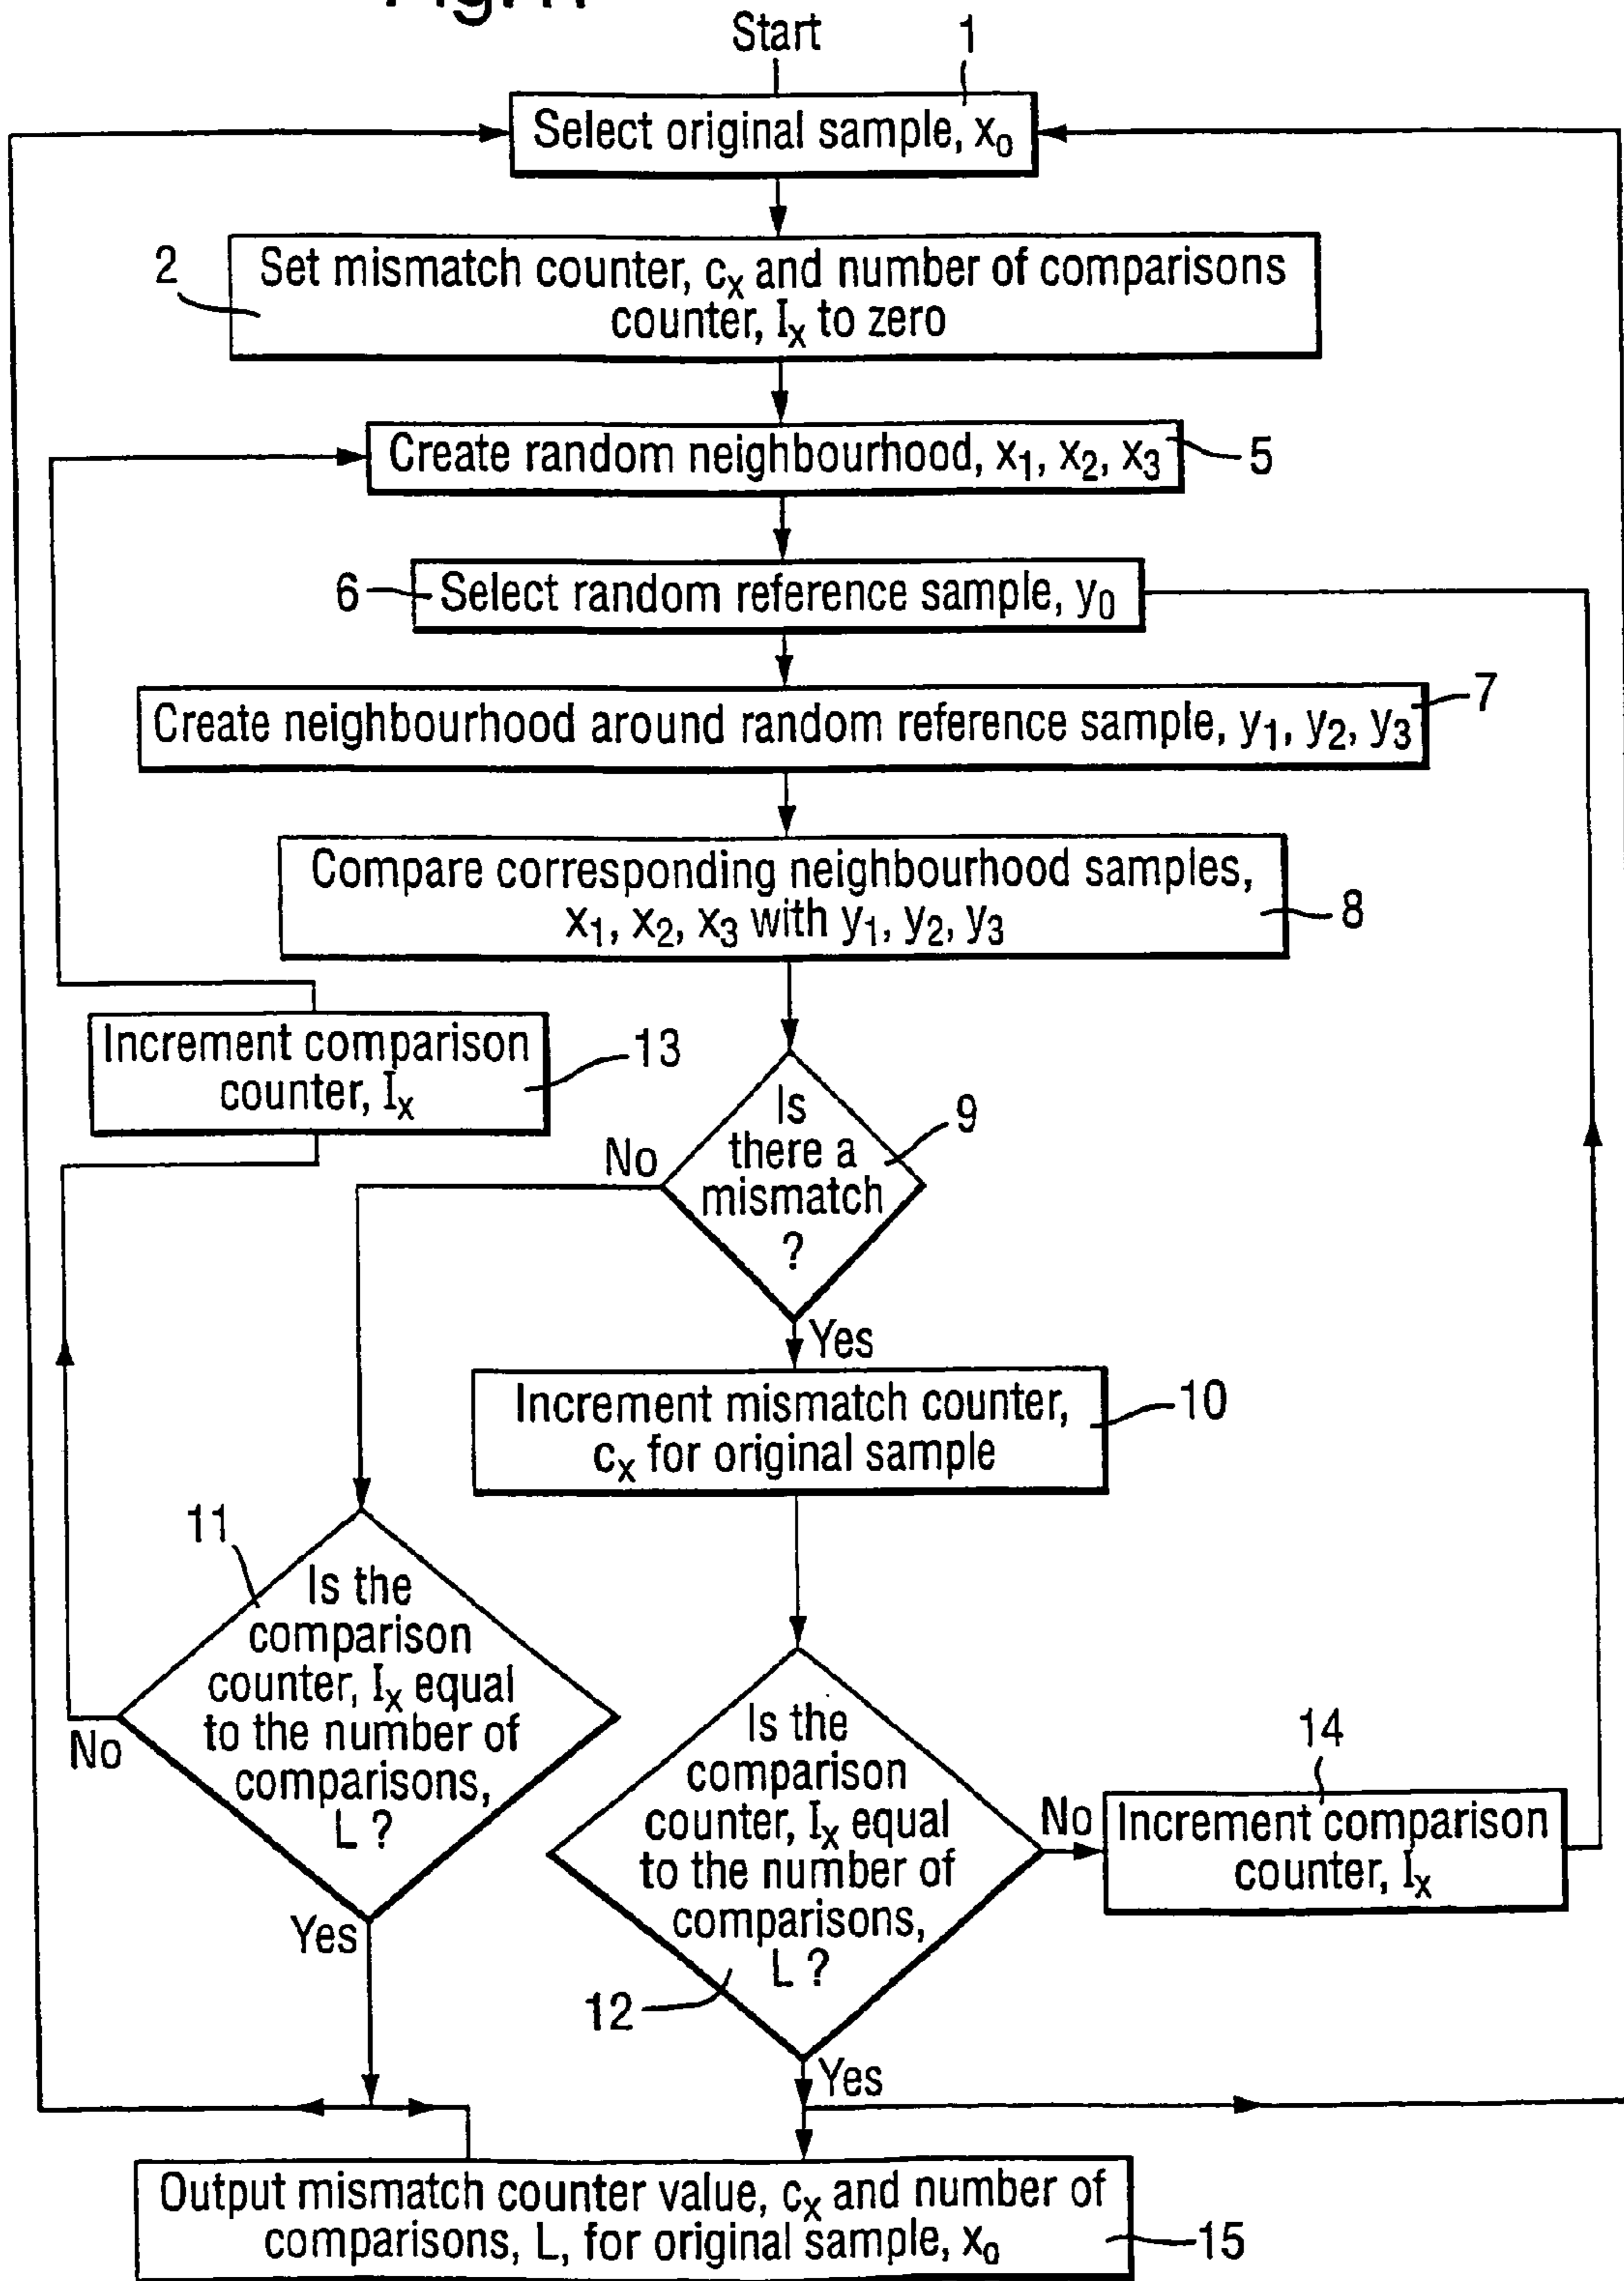 Start
1
Select original sample, x₀
2
Set mismatch counter, cₓ and number of comparisons
counter, Iₓ to zero
Create random neighbourhood, x₁, x₂, x₃
5
6
Select random reference sample, y₀
7
Create neighbourhood around random reference sample, y₁, y₂, y₃
Compare corresponding neighbourhood samples,
x₁, x₂, x₃ with y₁, y₂, y₃
8
Increment comparison
counter, Iₓ
13
Is
there a
mismatch
?
9
No
Yes
Increment mismatch counter,
cₓ for original sample
10
11
Is the
comparison
counter, Iₓ equal
to the number of
comparisons,
L ?
No
Yes
Is the
comparison
counter, Iₓ equal
to the number of
comparisons,
L ?
12
No
Yes
14
Increment comparison
counter, Iₓ
Output mismatch counter value, cₓ and number of
comparisons, L, for original sample, x₀
15